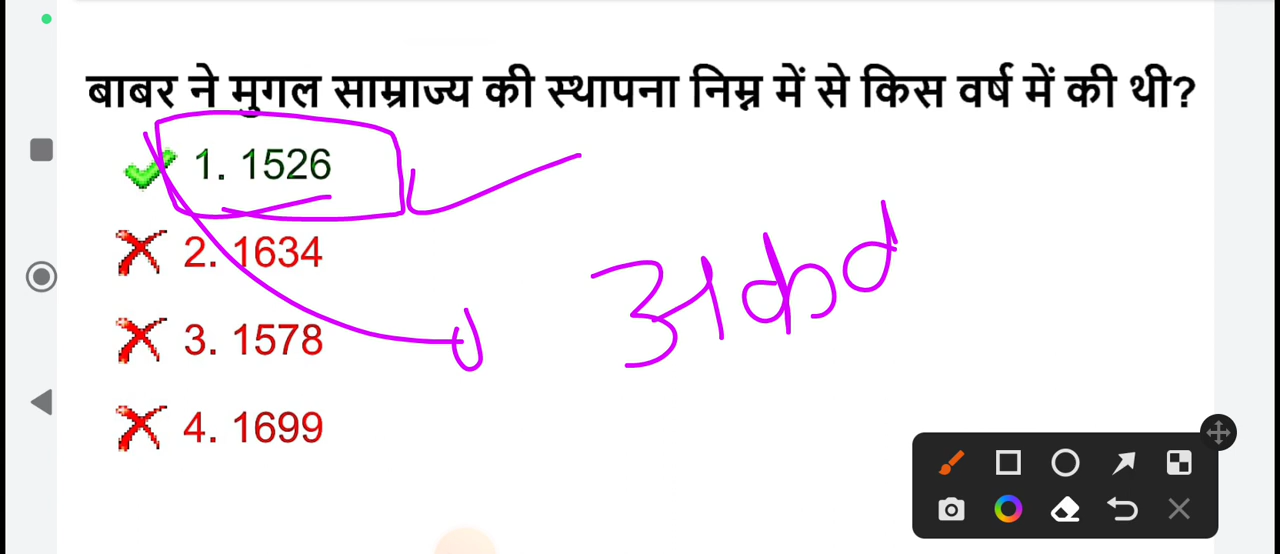 बाबर ने मुगल साम्राज्य की स्थापना निम्न में से किस वर्ष में की थी?
1. 1526
2. 1634
3. 1578
4. 1699